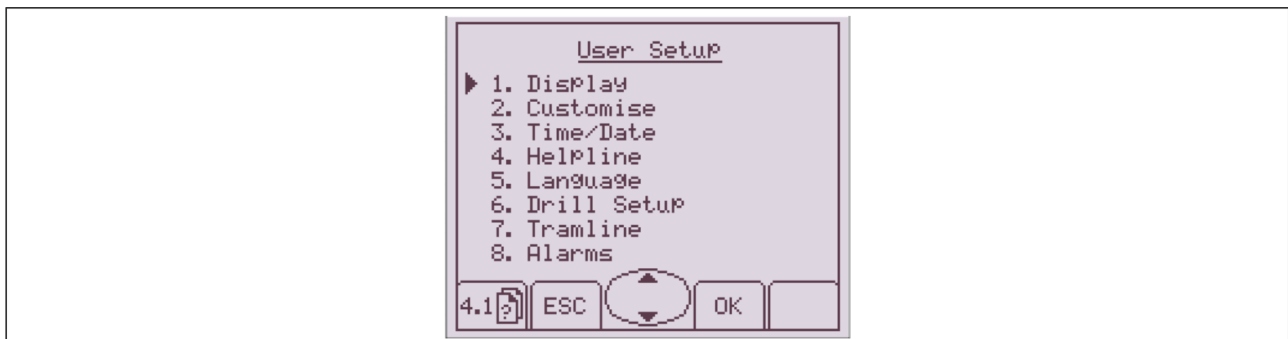 User Setup
1. Display
2. Customise
3. Time/Date
4. Helpline
5. Language
6. Drill Setup
7. Tramline
8. Alarms
4.1 ? ESC OK